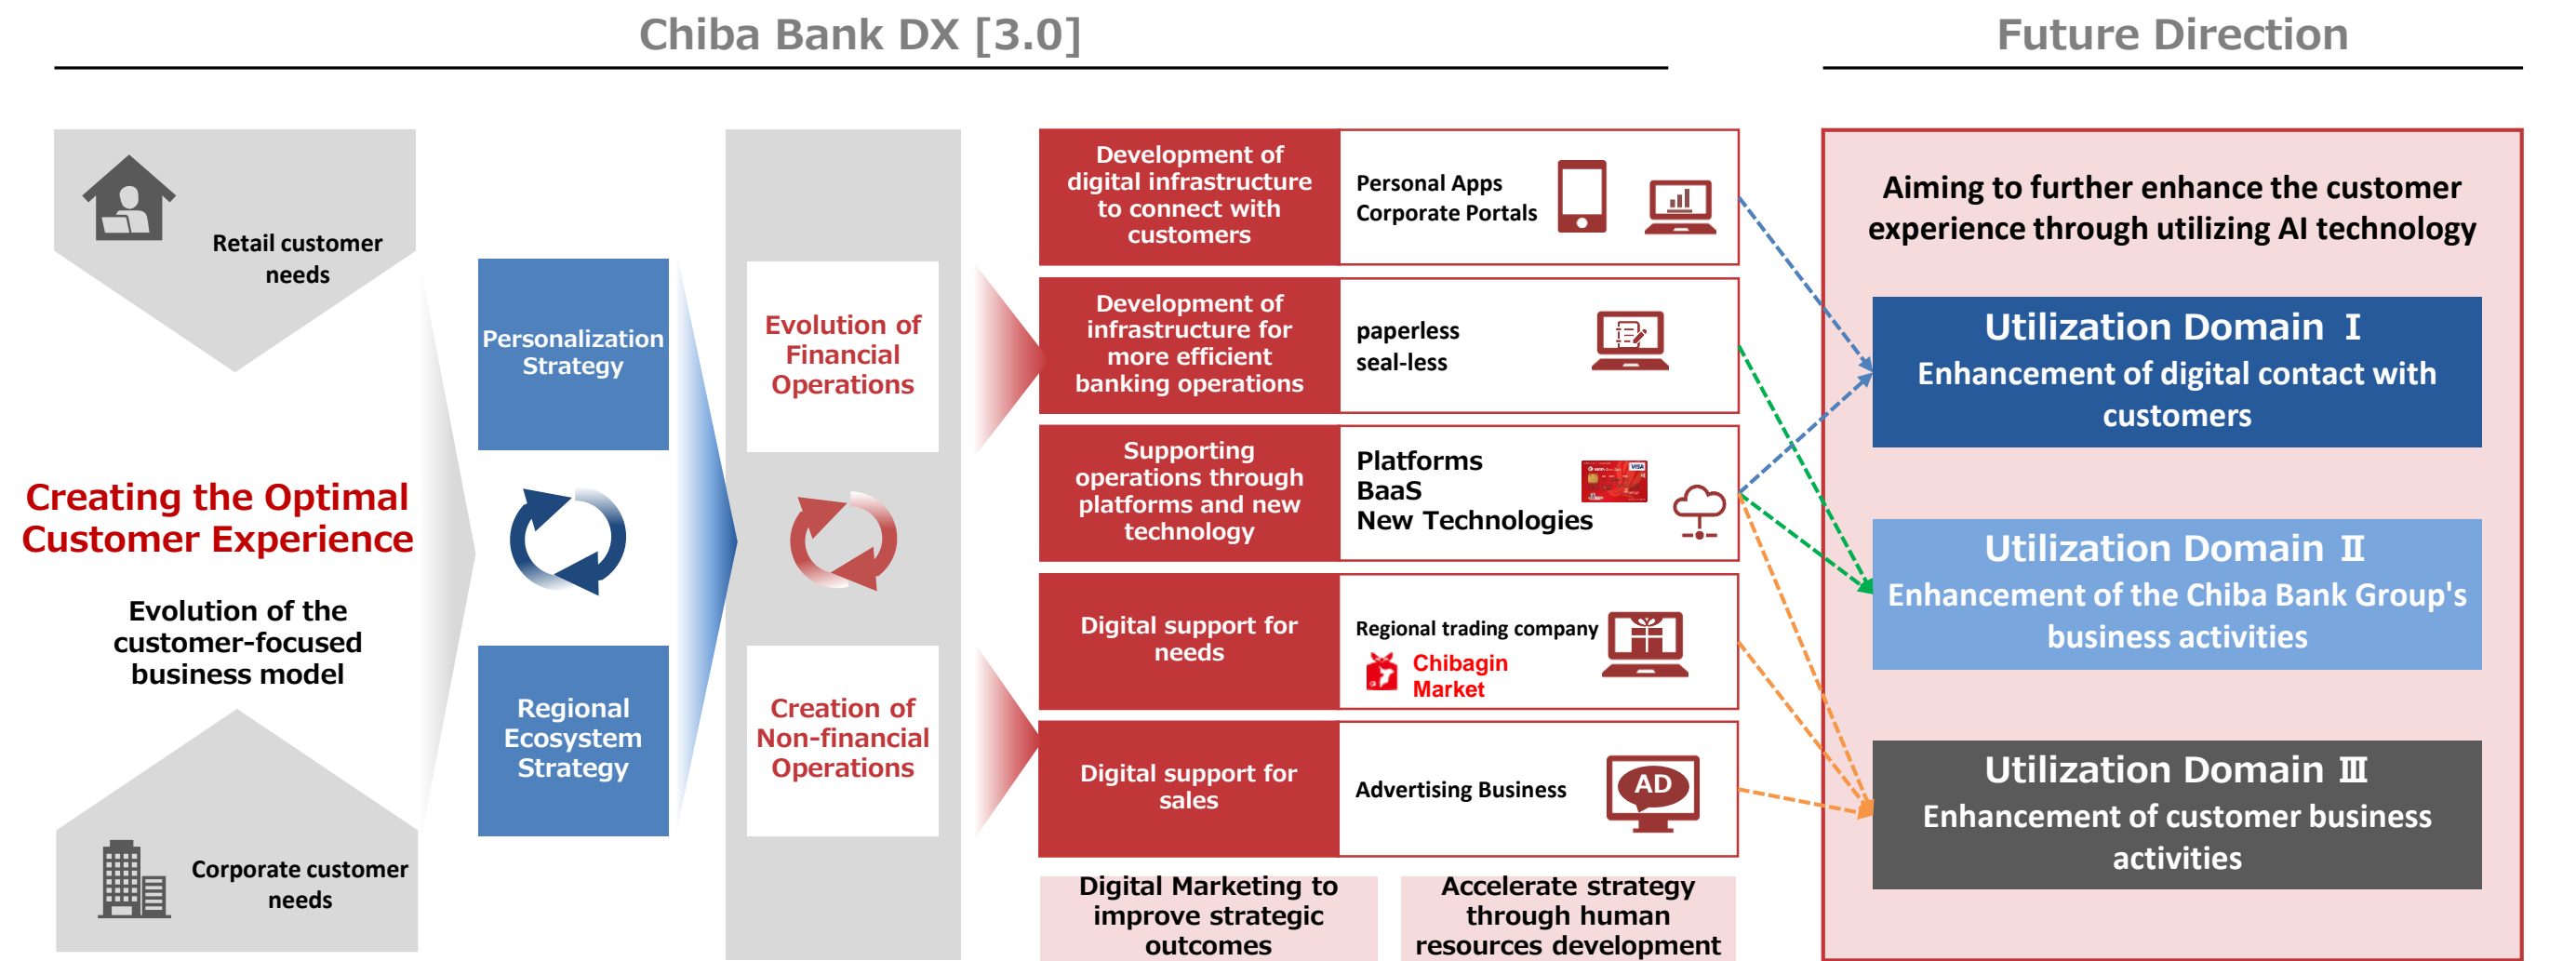 Chiba Bank DX [3.0]
Future Direction
Retail customer
needs
Creating the Optimal
Customer Experience
Evolution of the
customer-focused
business model
Corporate customer
needs
Personalization
Strategy
Regional
Ecosystem
Strategy
Evolution of
Financial
Operations
Creation of
Non-financial
Operations
Development of
digital infrastructure
to connect with
customers
Personal Apps
Corporate Portals
Development of
infrastructure for
more efficient
banking operations
paperless
seal-less
Supporting
operations through
platforms and new
technology
Platforms
BaaS
New Technologies
VISA
Digital support for
needs
Regional trading company
Chibagin
Market
Digital support for
sales
Advertising Business
AD
Digital Marketing to
improve strategic
outcomes
Accelerate strategy
through human
resources development
Aiming to further enhance the customer
experience through utilizing AI technology
Utilization Domain Ⅰ
Enhancement of digital contact with
customers
Utilization Domain Ⅱ
Enhancement of the Chiba Bank Group's
business activities
Utilization Domain Ⅲ
Enhancement of customer business
activities